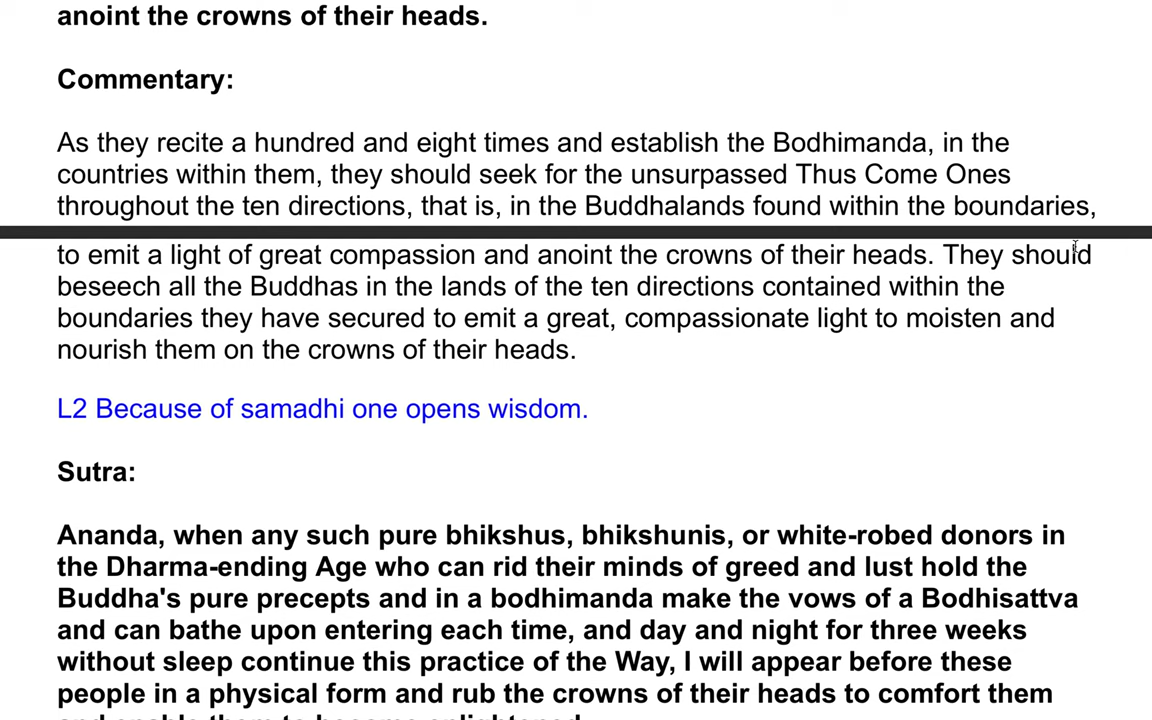 anoint the crowns of their heads.
Commentary:
As they recite a hundred and eight times and establish the Bodhimanda, in the
countries within them, they should seek for the unsurpassed Thus Come Ones
throughout the ten directions, that is, in the Buddhalands found within the boundaries,
to emit a light of great compassion and anoint the crowns of their heads. They should
beseech all the Buddhas in the lands of the ten directions contained within the
boundaries they have secured to emit a great, compassionate light to moisten and
nourish them on the crowns of their heads.
L2 Because of samadhi one opens wisdom.
Sutra:
Ananda, when any such pure bhikshus, bhikshunis, or white-robed donors in
the Dharma-ending Age who can rid their minds of greed and lust hold the
Buddha's pure precepts and in a bodhimanda make the vows of a Bodhisattva
and can bathe upon entering each time, and day and night for three weeks
without sleep continue this practice of the Way, I will appear before these
people in a physical form and rub the crowns of their heads to comfort them
and enable them to become enlightened.